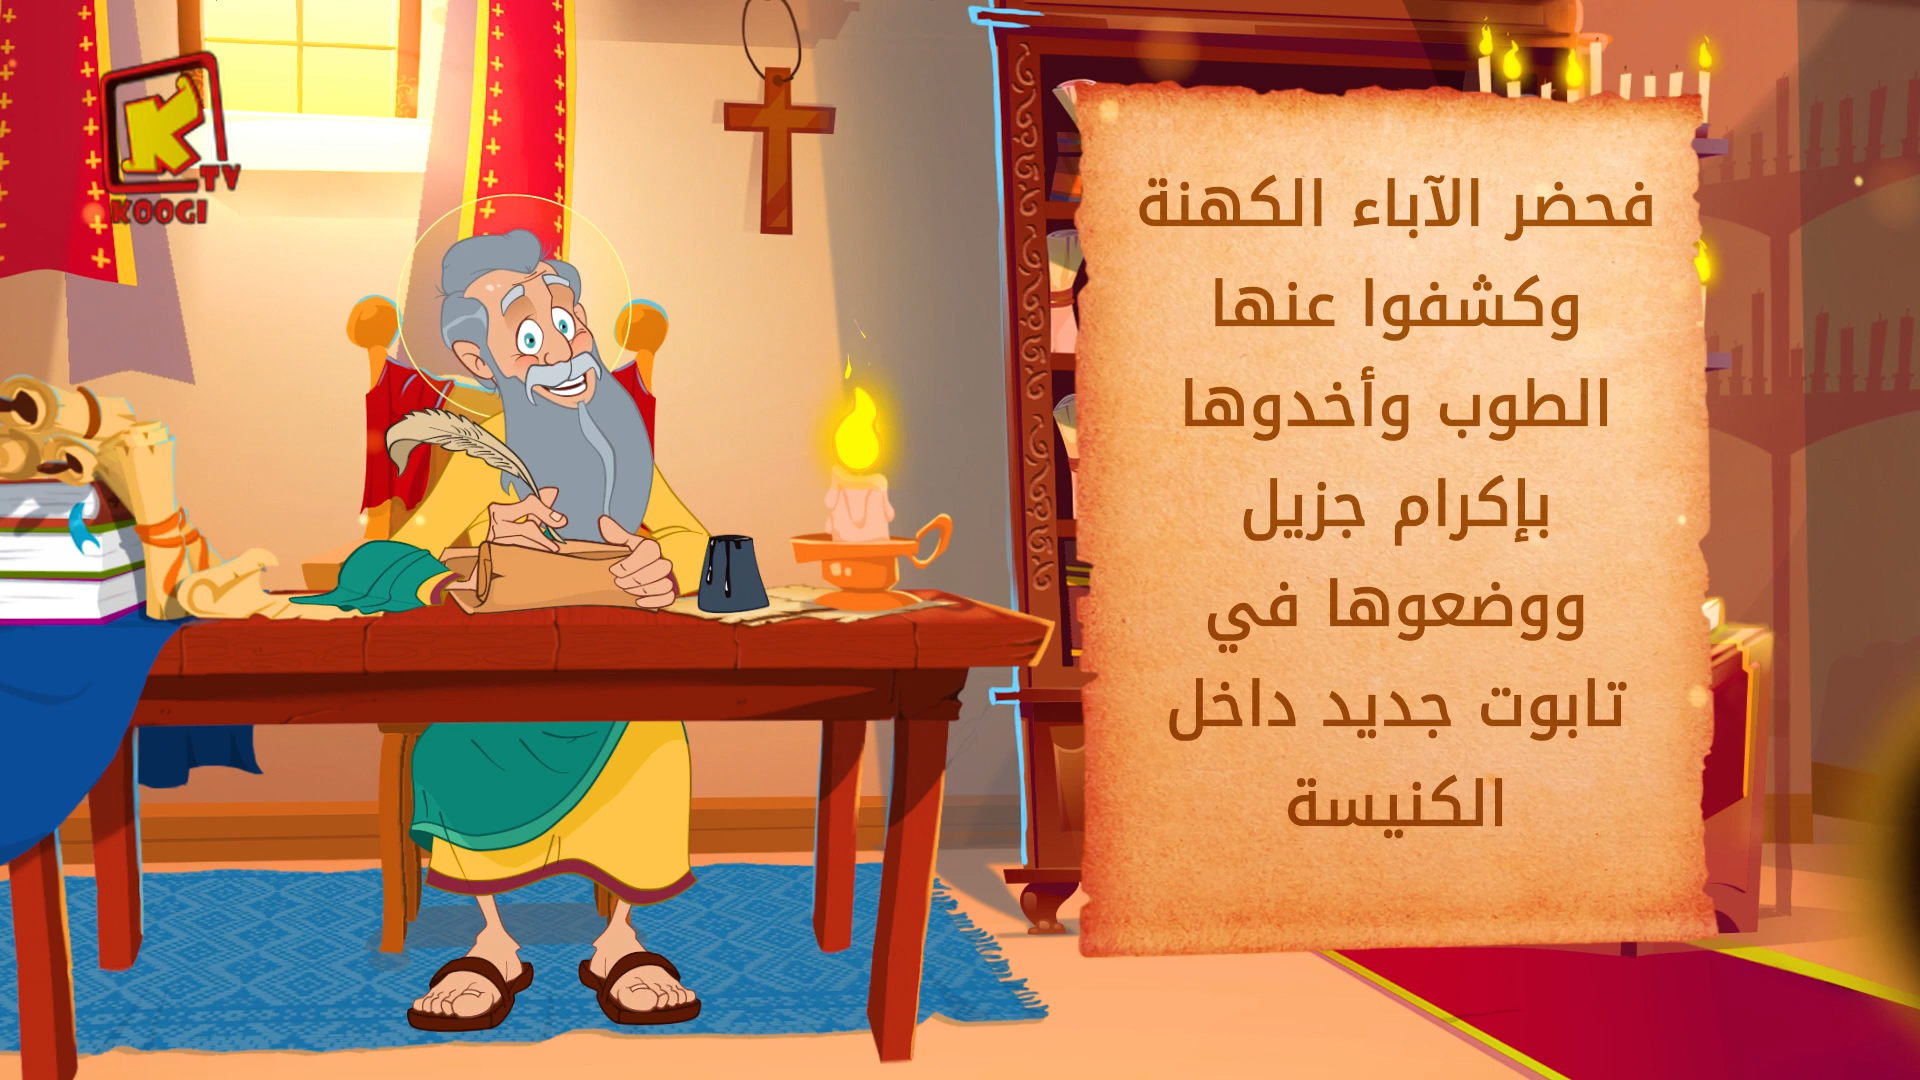 TV
KOOGI
فحضر الآباء الكهنة
وكشفوا عنها
الطوب وأخدوها
بإكرام جزيل
ووضعوها في
تابوت جديد داخل
الكنيسة